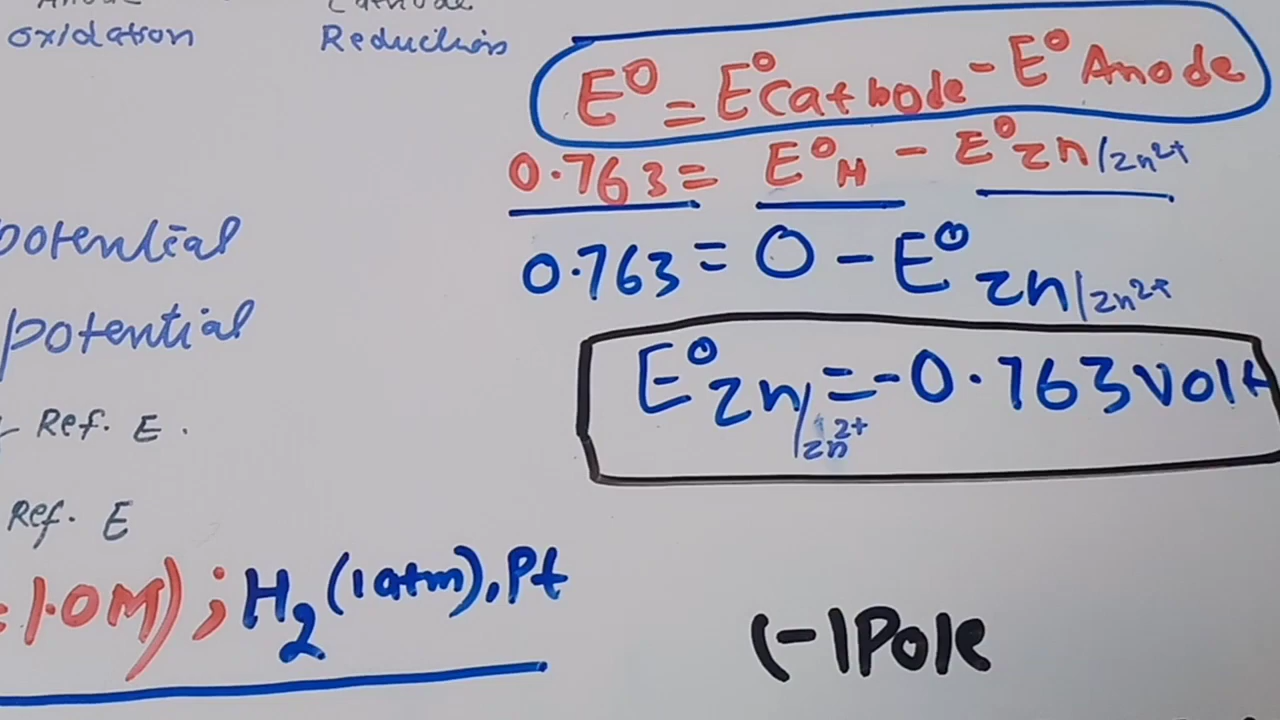 oxidation Reduction
E° = E°Cathode - E° Anode
0.763 = E°H - E°Zn/Zn²⁺
potential
0.763 = 0 - E°Zn/Zn²⁺
/potential
E°Zn/Zn²⁺ = -0.763 volt
Ref. E.
Ref. E
1.0M); H₂(1atm), Pt
(-)Pole